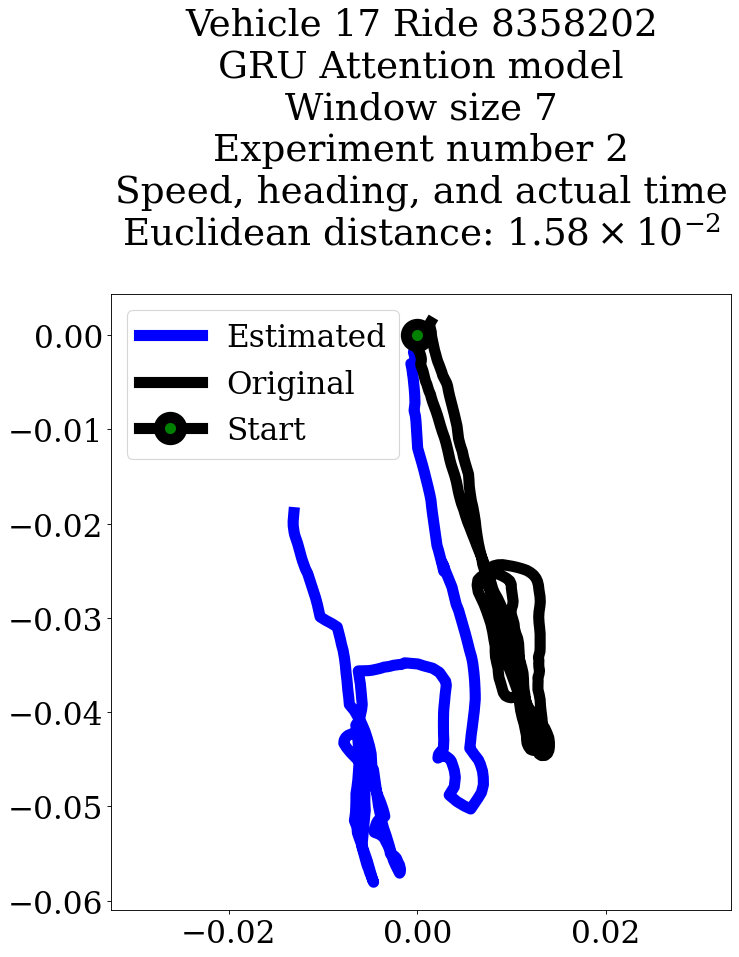 Vehicle 17 Ride 8358202
GRU Attention model
Window size 7
Experiment number 2
Speed, heading, and actual time
Euclidean distance: 1.58 × 10⁻²
Estimated
Original
Start
0.00
−0.01
−0.02
−0.03
−0.04
−0.05
−0.06
−0.02 0.00 0.02